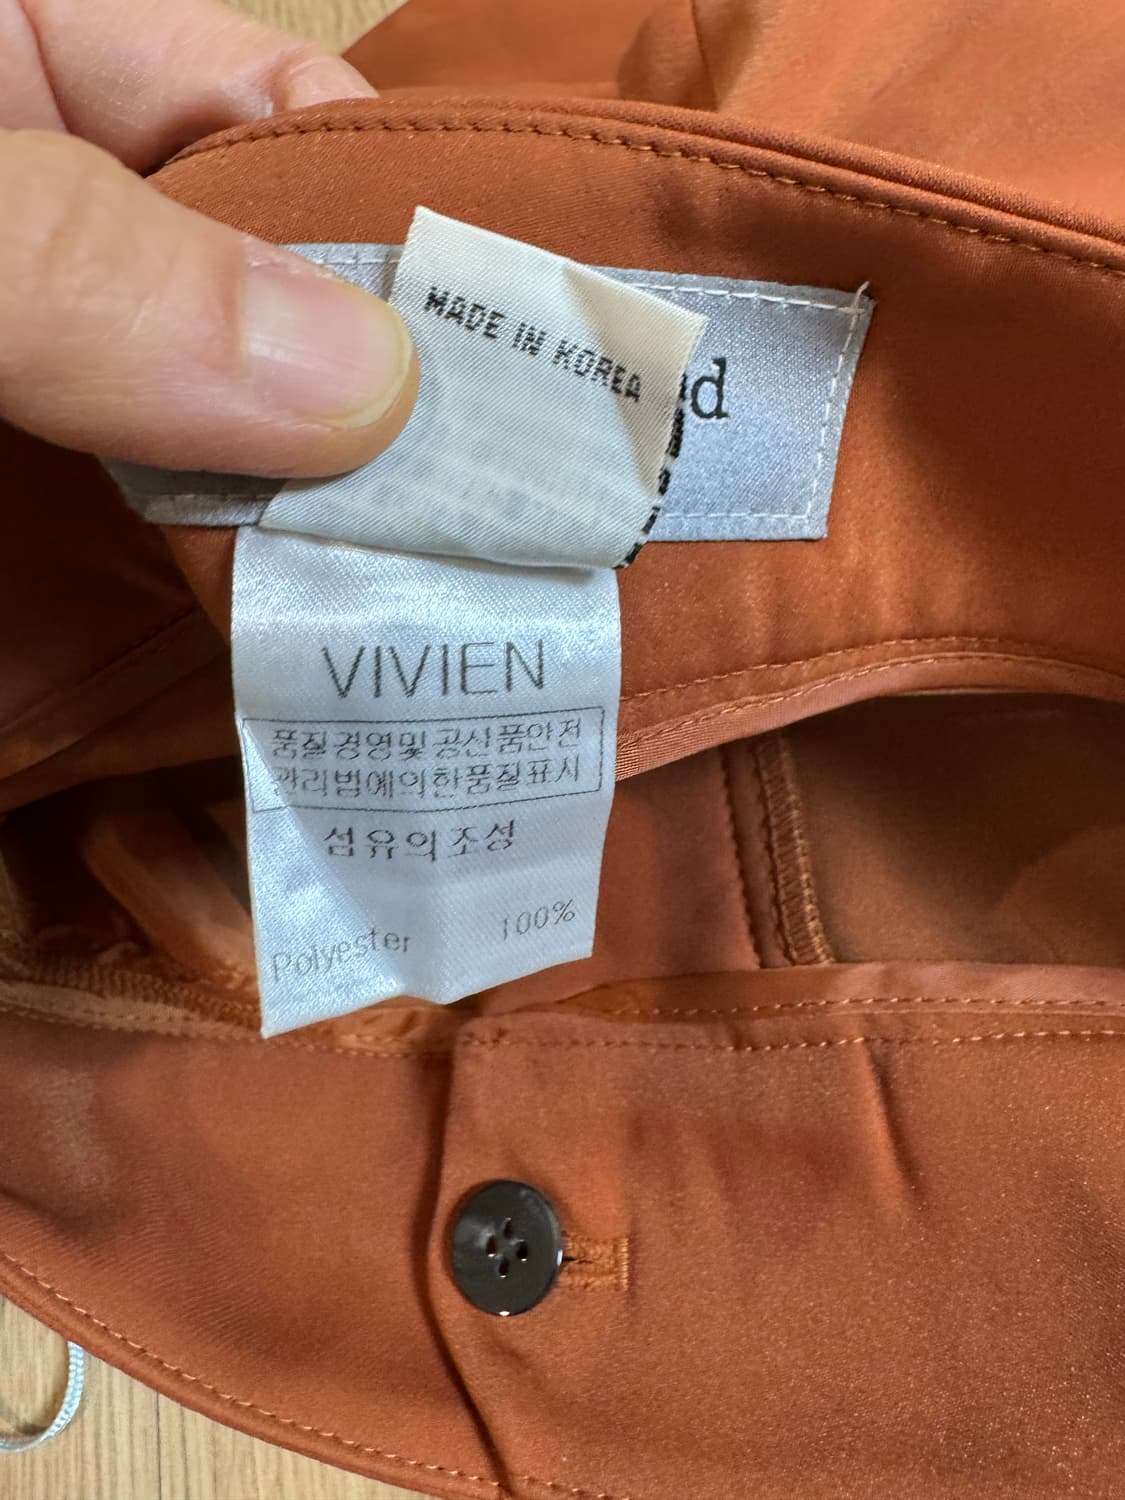 MADE IN KOREA
d
VIVIEN
품질경영및공산품안전
관리법에의한품질표시
섬유의조성
Polyester 100%